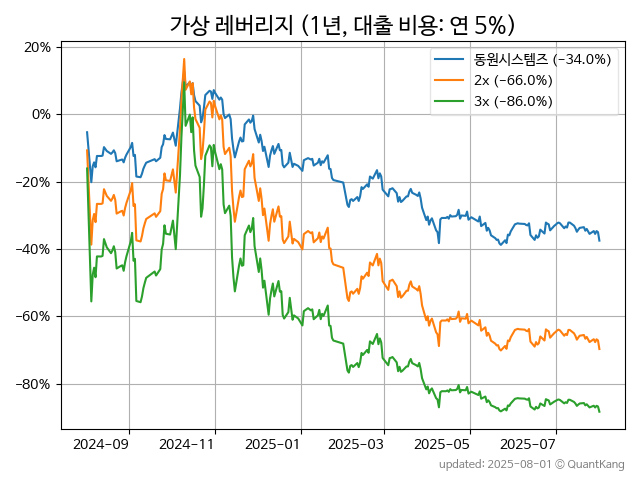 가상 레버리지 (1년, 대출 비용: 연 5%)
동원시스템즈 (−34.0%)
2x (−66.0%)
3x (−86.0%)
20%
0%
−20%
−40%
−60%
−80%
2024-09
2024-11
2025-01
2025-03
2025-05
2025-07
updated: 2025-08-01 © QuantKang